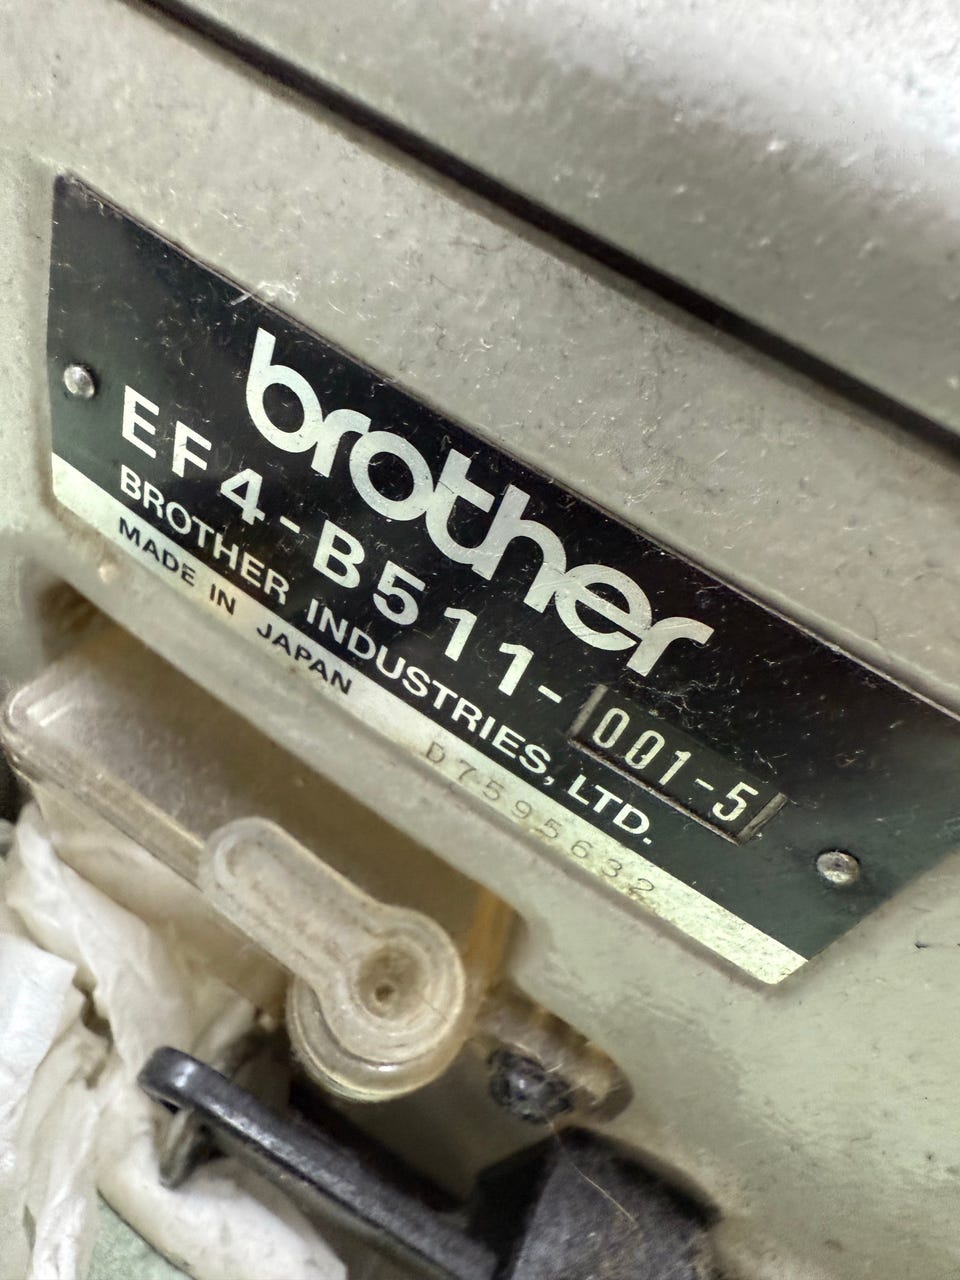 brother
EF4-B511-001-5
BROTHER INDUSTRIES, LTD.
MADE IN JAPAN
D7595632